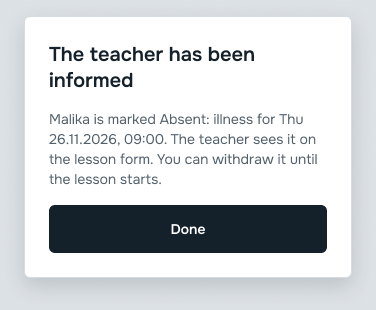 The teacher has been
informed
Malika is marked Absent: illness for Thu
26.11.2026, 09:00. The teacher sees it on
the lesson form. You can withdraw it until
the lesson starts.
Done